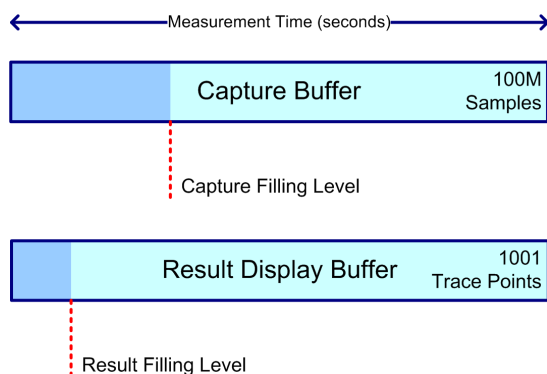 Measurement Time (seconds)
Capture Buffer
100M
Samples
Capture Filling Level
Result Display Buffer
1001
Trace Points
Result Filling Level